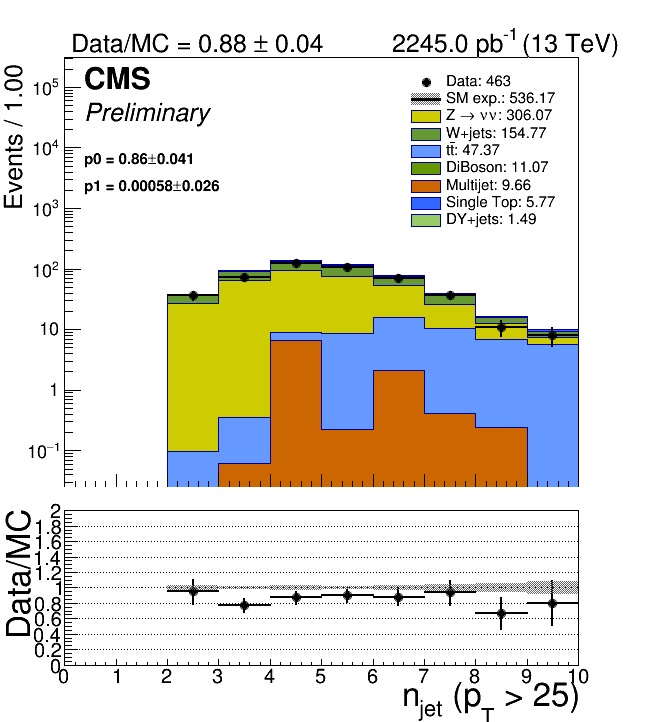 Data/MC = 0.88 ± 0.04 2245.0 pb⁻¹ (13 TeV)
CMS
Preliminary
p0 = 0.86±0.041
p1 = 0.00058±0.026
Data: 463
SM exp.: 536.17
Z → νν: 306.07
W+jets: 154.77
tt̄: 47.37
DiBoson: 11.07
Multijet: 9.66
Single Top: 5.77
DY+jets: 1.49
Events / 1.00
10⁵
10⁴
10³
10²
10
1
10⁻¹
Data/MC
2
1.8
1.6
1.4
1.2
1
0.8
0.6
0.4
0.2
0
0 1 2 3 4 5 6 7 8 9 10
n_jet (p_T > 25)